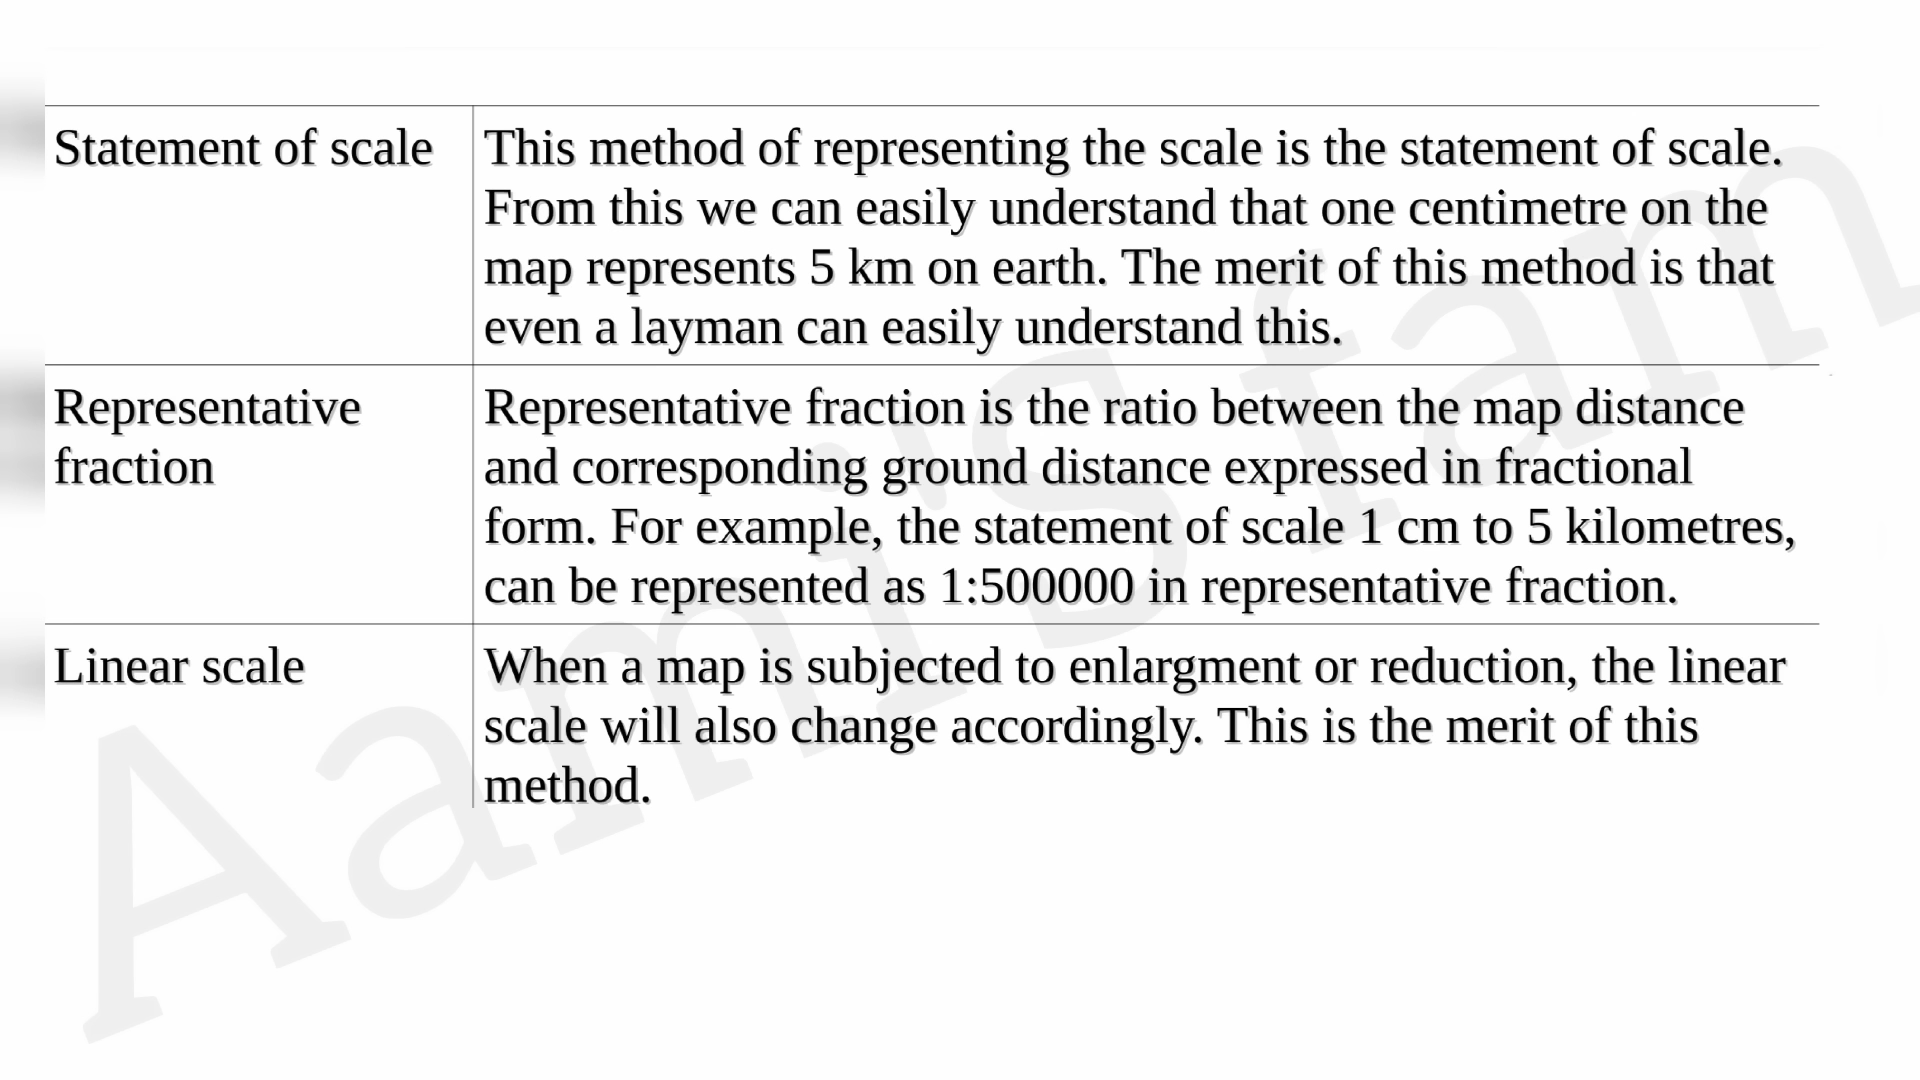 Statement of scale
This method of representing the scale is the statement of scale.
From this we can easily understand that one centimetre on the
map represents 5 km on earth. The merit of this method is that
even a layman can easily understand this.
Representative
fraction
Representative fraction is the ratio between the map distance
and corresponding ground distance expressed in fractional
form. For example, the statement of scale 1 cm to 5 kilometres,
can be represented as 1:500000 in representative fraction.
Linear scale
When a map is subjected to enlargment or reduction, the linear
scale will also change accordingly. This is the merit of this
method.
Aami'S fam